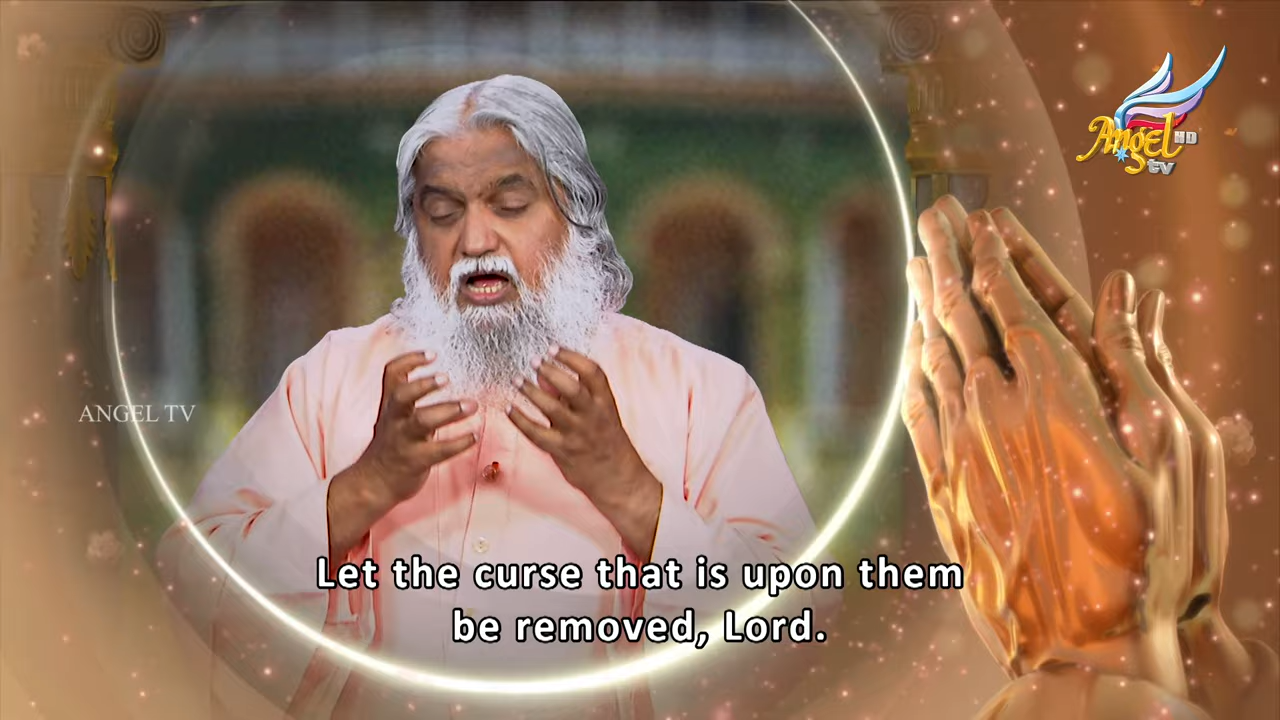 Angel HD
tv
ANGEL TV
Let the curse that is upon them
be removed, Lord.